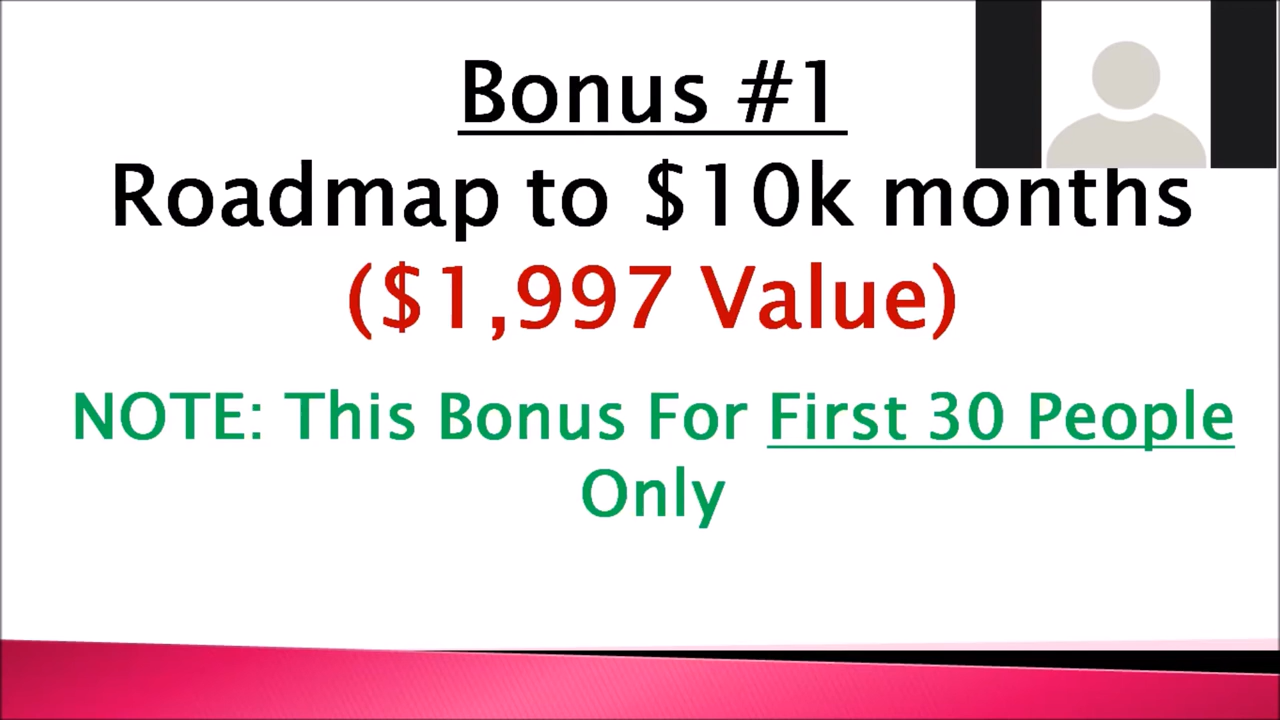 Bonus #1
Roadmap to $10k months
($1,997 Value)
NOTE: This Bonus For First 30 People
Only